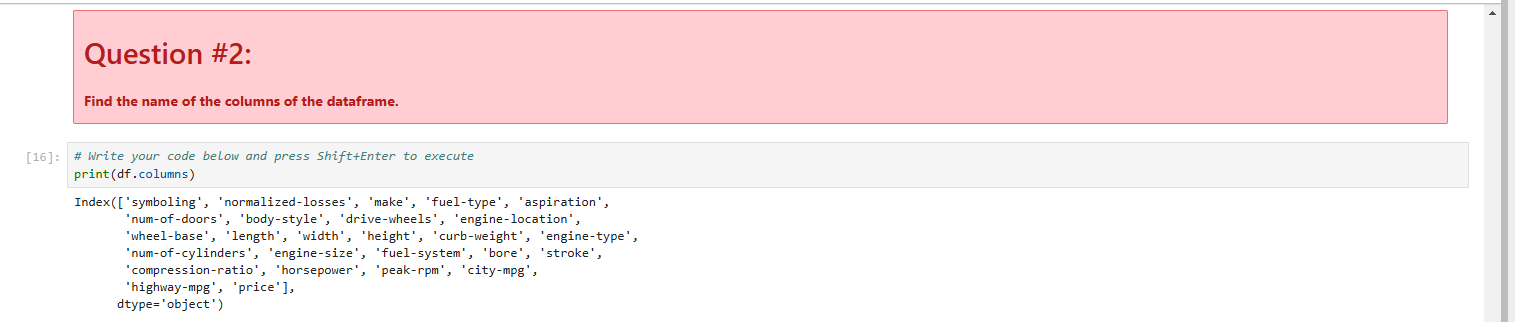 Question #2:
Find the name of the columns of the dataframe.
[16]: # Write your code below and press Shift+Enter to execute
print(df.columns)
Index(['symboling', 'normalized-losses', 'make', 'fuel-type', 'aspiration',
'num-of-doors', 'body-style', 'drive-wheels', 'engine-location',
'wheel-base', 'length', 'width', 'height', 'curb-weight', 'engine-type',
'num-of-cylinders', 'engine-size', 'fuel-system', 'bore', 'stroke',
'compression-ratio', 'horsepower', 'peak-rpm', 'city-mpg',
'highway-mpg', 'price'],
dtype='object')